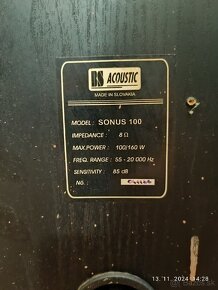 RS ACOUSTIC
MADE IN SLOVAKIA
MODEL: SONUS 100
IMPEDANCE : 8 Ω
MAX.POWER : 100/160 W
FREQ. RANGE : 55 - 20 000 Hz
SENSITIVITY : 85 dB
NO. :
13. 11. 2024 14:28